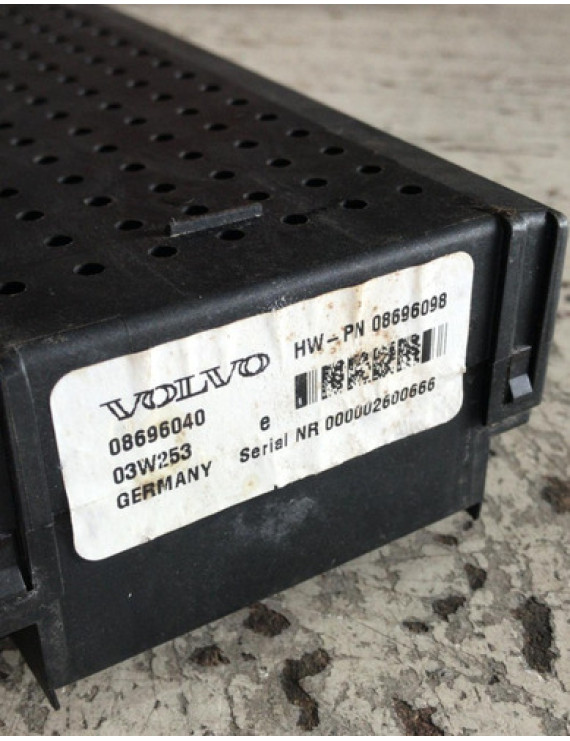 VOLVO
08696040
03W253
GERMANY
HW-PN 08696098
e
Serial NR 000002600666